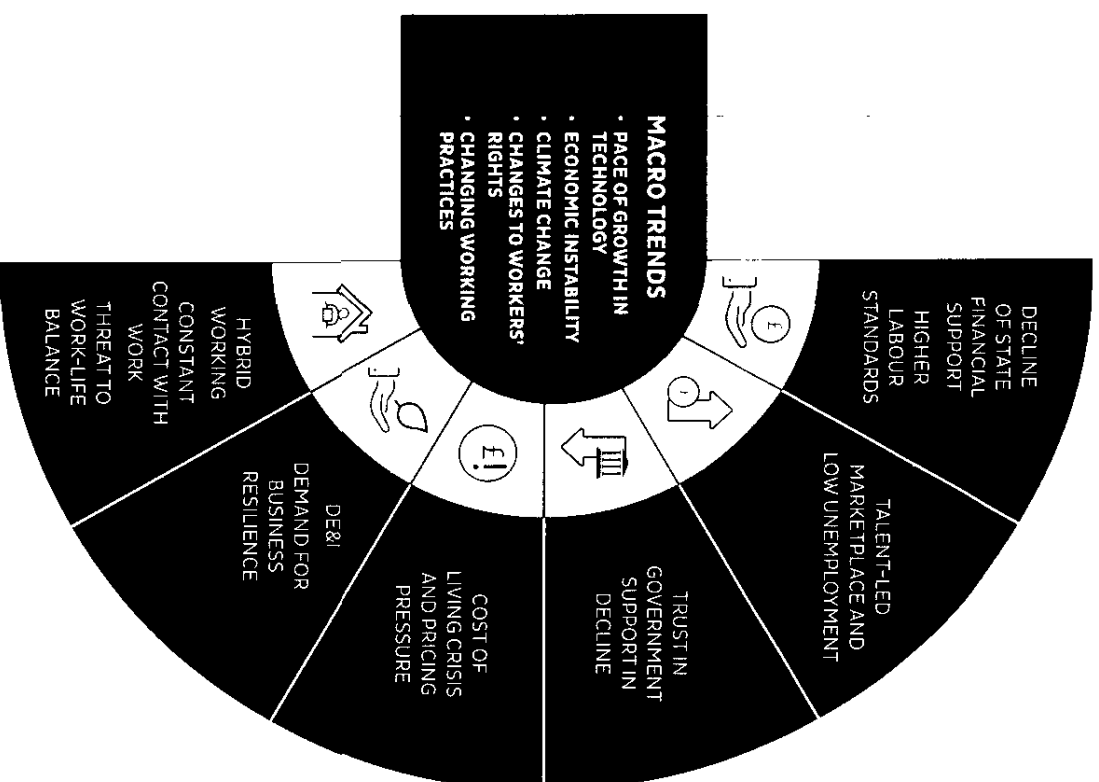 MACRO TRENDS
• PACE OF GROWTH IN
TECHNOLOGY
• ECONOMIC INSTABILITY
• CLIMATE CHANGE
• CHANGES TO WORKERS'
RIGHTS
• CHANGING WORKING
PRACTICES
DECLINE
OF STATE
FINANCIAL
SUPPORT
HIGHER
LABOUR
STANDARDS
£
TALENT-LED
MARKETPLACE AND
LOW UNEMPLOYMENT
TRUST IN
GOVERNMENT
SUPPORT IN
DECLINE
COST OF
LIVING CRISIS
AND PRICING
PRESSURE
£!
DE&I
DEMAND FOR
BUSINESS
RESILIENCE
HYBRID
WORKING
CONSTANT
CONTACT WITH
WORK
THREAT TO
WORK-LIFE
BALANCE